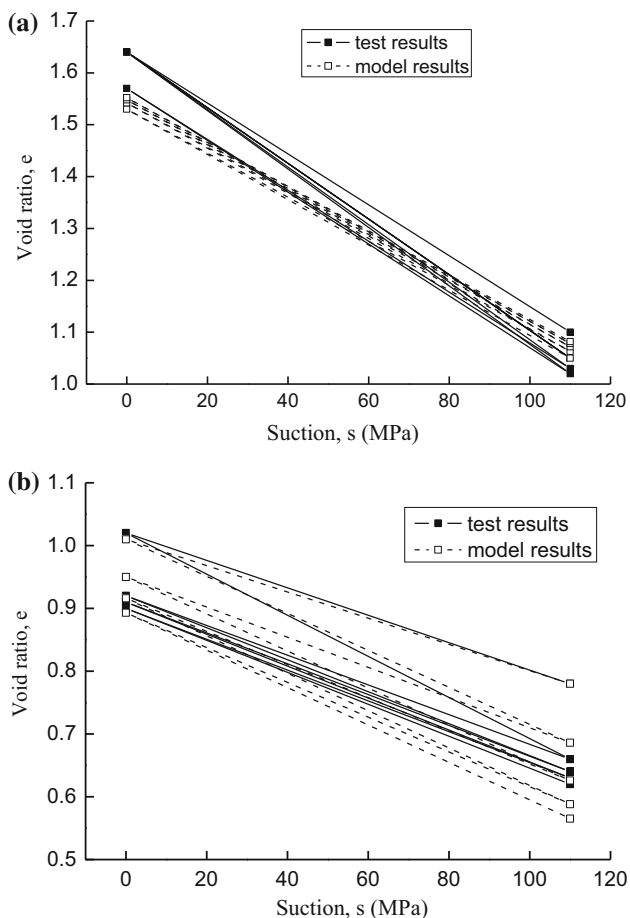 (a)
1.7
1.6
1.5
1.4
1.3
1.2
1.1
1.0
Void ratio, e
test results
model results
0 20 40 60 80 100 120
Suction, s (MPa)
(b)
1.1
1.0
0.9
0.8
0.7
0.6
0.5
Void ratio, e
test results
model results
0 20 40 60 80 100 120
Suction, s (MPa)